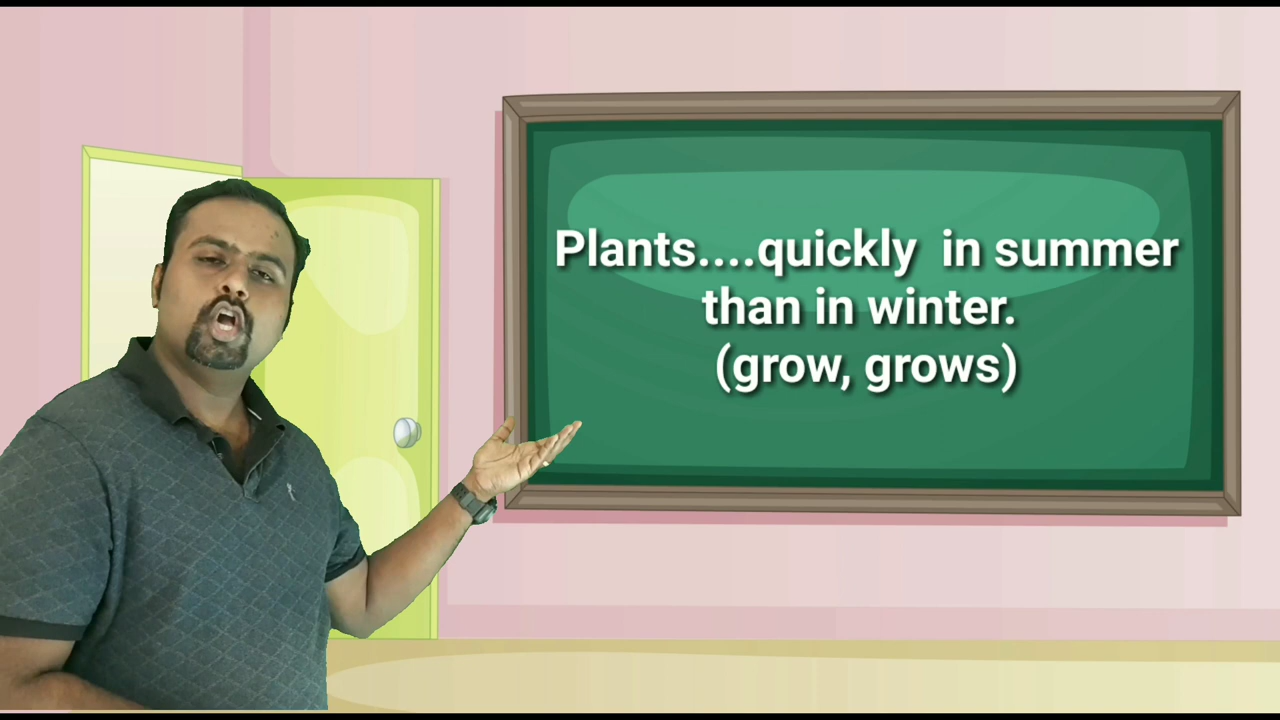 Plants....quickly in summer
than in winter.
(grow, grows)